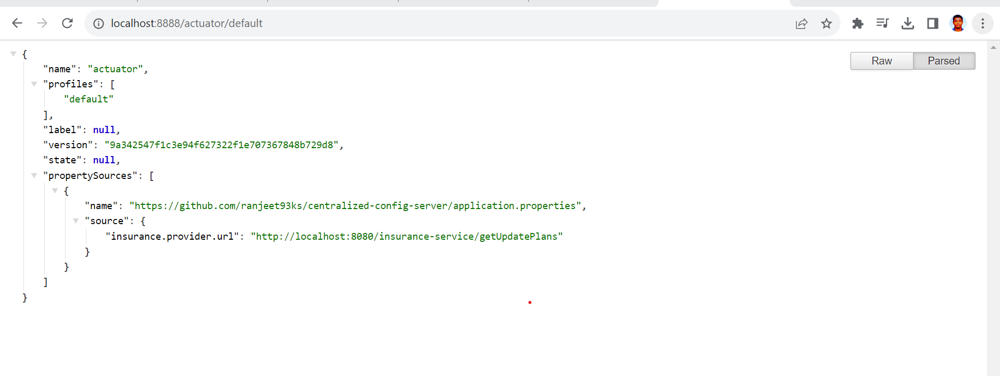 localhost:8888/actuator/default
Raw Parsed
{
"name": "actuator",
"profiles": [
"default"
],
"label": null,
"version": "9a342547f1c3e94f627322f1e707367848b729d8",
"state": null,
"propertySources": [
{
"name": "https://github.com/ranjeet93ks/centralized-config-server/application.properties",
"source": {
"insurance.provider.url": "http://localhost:8080/insurance-service/getUpdatePlans"
}
}
]
}